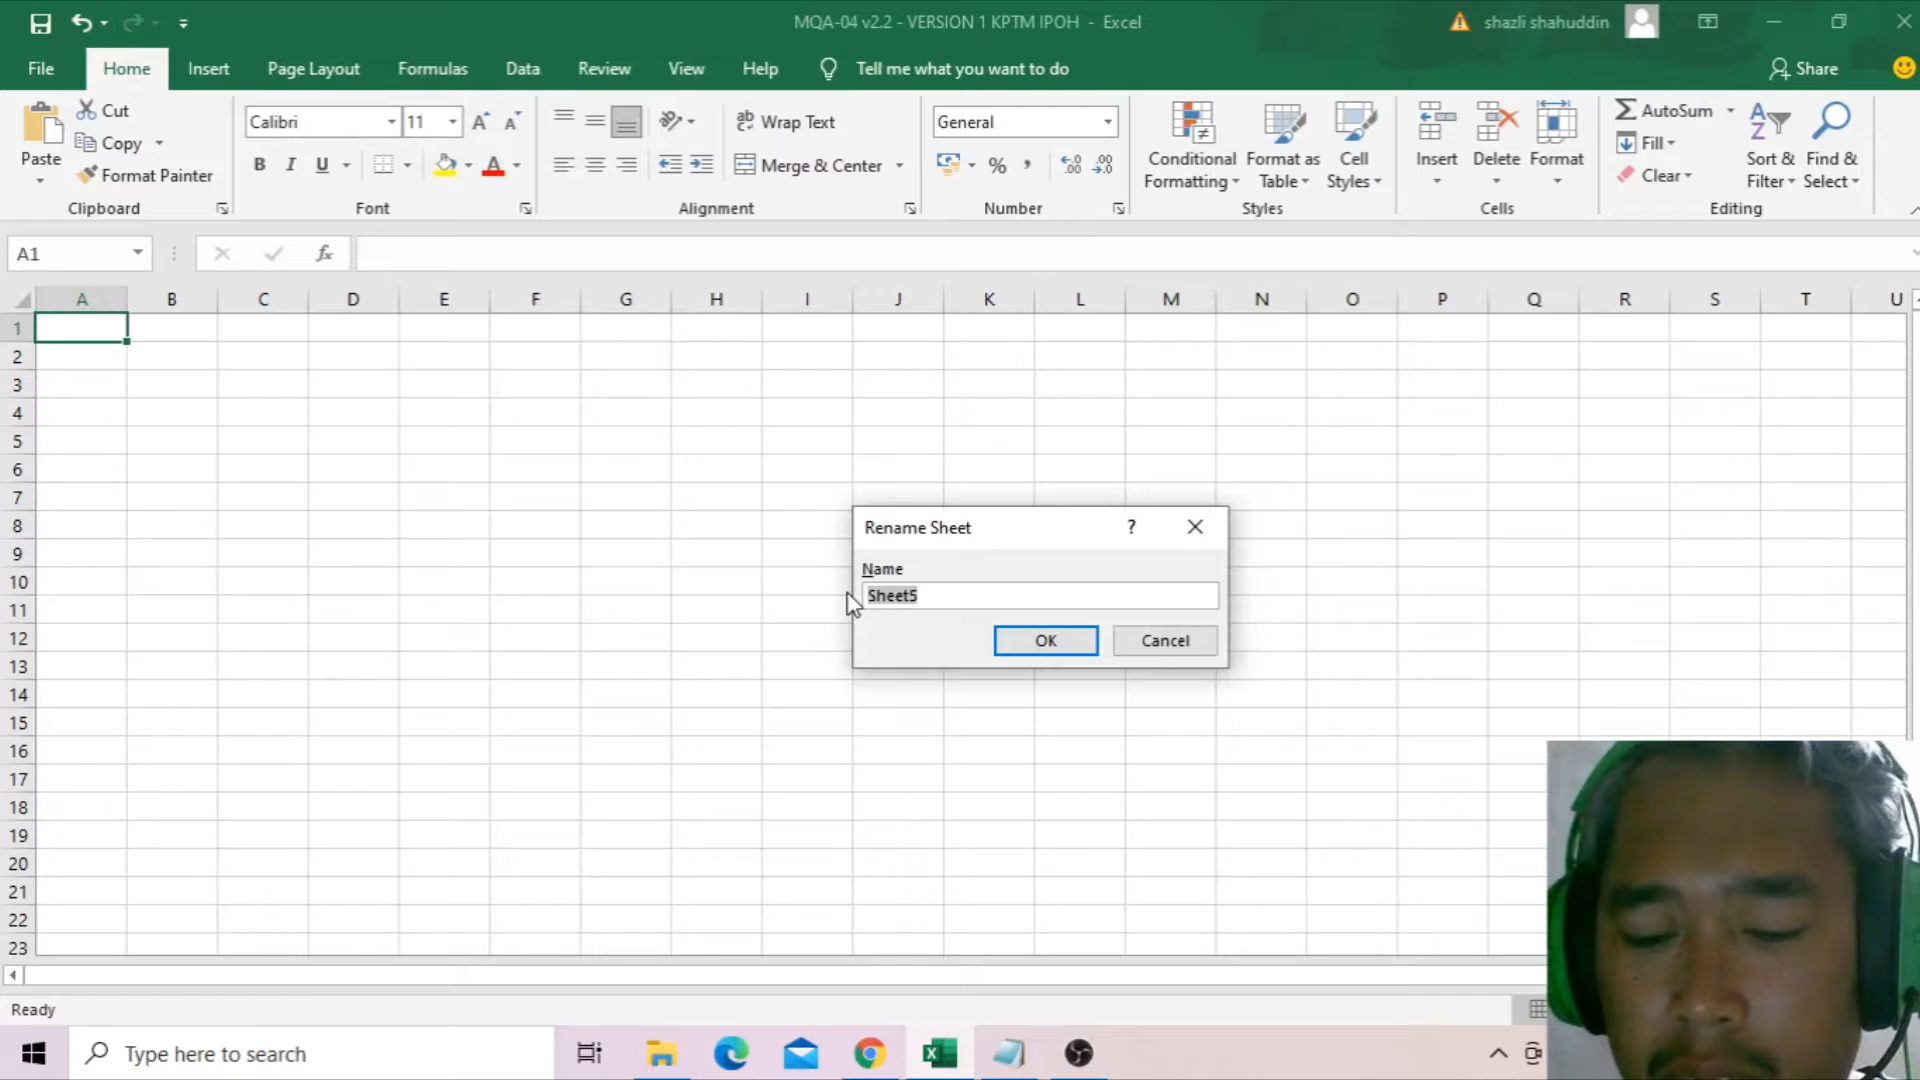 MQA-04 v2.2 - VERSION 1 KPTM IPOH - Excel
shazli shahuddin
File Home Insert Page Layout Formulas Data Review View Help Tell me what you want to do Share
Paste
Cut
Copy
Format Painter
Clipboard
Calibri 11
B I U A
Font
ab Wrap Text
Merge & Center
Alignment
General
% ,
Number
Conditional Formatting
Format as Table
Cell Styles
Styles
Insert Delete Format
Cells
AutoSum
Fill
Clear
Sort & Filter
Find & Select
Editing
A1 fx
A B C D E F G H I J K L M N O P Q R S T U
1
2
3
4
5
6
7
8
9
10
11
12
13
14
15
16
17
18
19
20
21
22
23
Rename Sheet ?
Name
Sheet5
OK Cancel
Ready
Type here to search